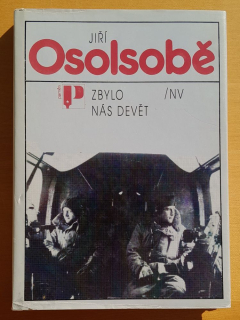 JIŘÍ
Osolsobě
ZBYLO /NV
NÁS DEVĚT